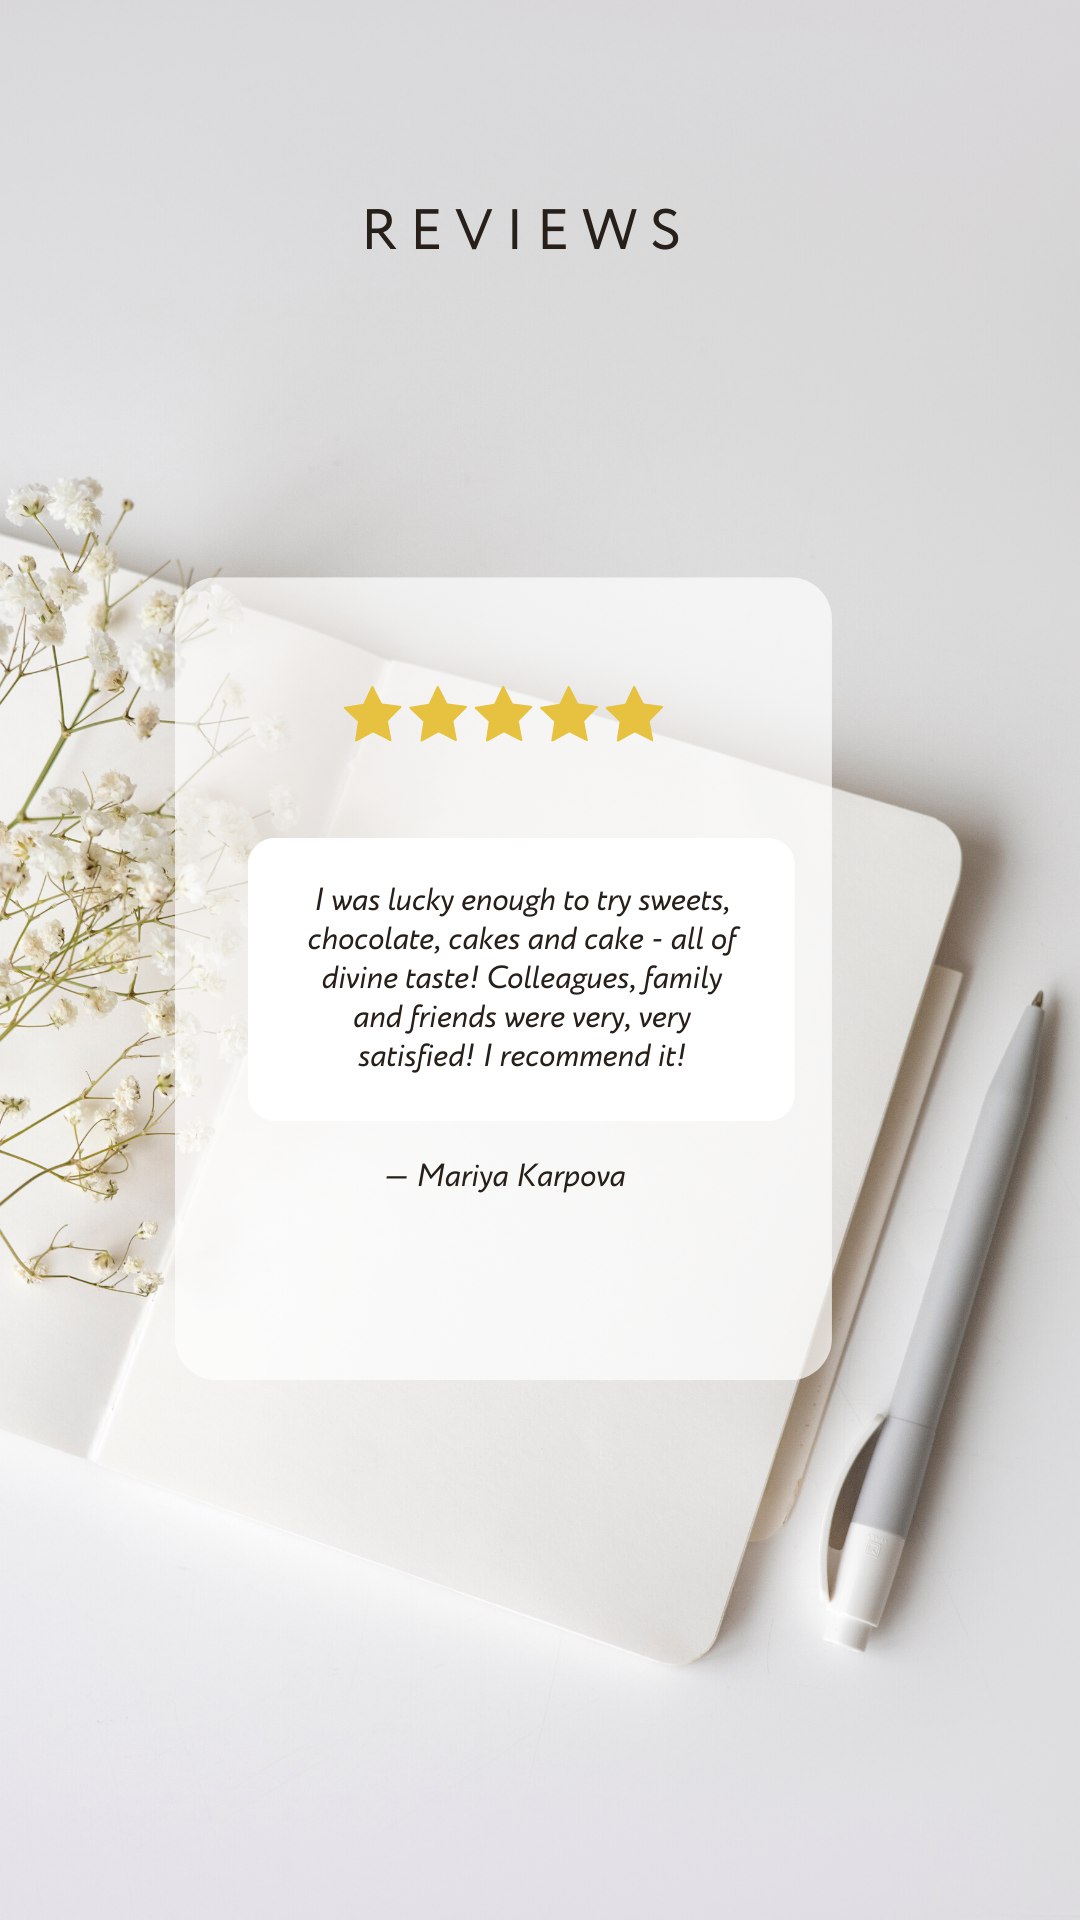 REVIEWS
I was lucky enough to try sweets,
chocolate, cakes and cake - all of
divine taste! Colleagues, family
and friends were very, very
satisfied! I recommend it!
— Mariya Karpova